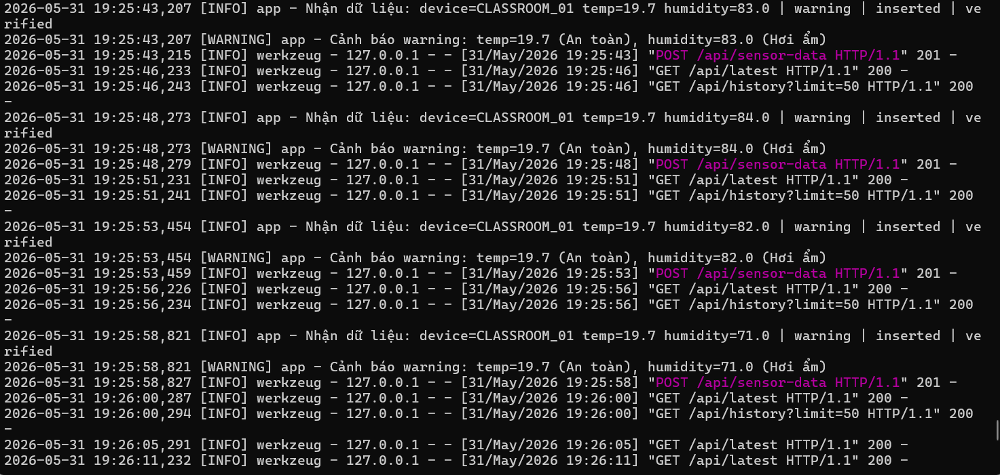 2026-05-31 19:25:43,207 [INFO] app - Nhận dữ liệu: device=CLASSROOM_01 temp=19.7 humidity=83.0 | warning | inserted | ve
rified
2026-05-31 19:25:43,207 [WARNING] app - Cảnh báo warning: temp=19.7 (An toàn), humidity=83.0 (Hơi ẩm)
2026-05-31 19:25:43,215 [INFO] werkzeug - 127.0.0.1 - - [31/May/2026 19:25:43] "POST /api/sensor-data HTTP/1.1" 201 -
2026-05-31 19:25:46,233 [INFO] werkzeug - 127.0.0.1 - - [31/May/2026 19:25:46] "GET /api/latest HTTP/1.1" 200 -
2026-05-31 19:25:46,243 [INFO] werkzeug - 127.0.0.1 - - [31/May/2026 19:25:46] "GET /api/history?limit=50 HTTP/1.1" 200
-
2026-05-31 19:25:48,273 [INFO] app - Nhận dữ liệu: device=CLASSROOM_01 temp=19.7 humidity=84.0 | warning | inserted | ve
rified
2026-05-31 19:25:48,273 [WARNING] app - Cảnh báo warning: temp=19.7 (An toàn), humidity=84.0 (Hơi ẩm)
2026-05-31 19:25:48,279 [INFO] werkzeug - 127.0.0.1 - - [31/May/2026 19:25:48] "POST /api/sensor-data HTTP/1.1" 201 -
2026-05-31 19:25:51,231 [INFO] werkzeug - 127.0.0.1 - - [31/May/2026 19:25:51] "GET /api/latest HTTP/1.1" 200 -
2026-05-31 19:25:51,241 [INFO] werkzeug - 127.0.0.1 - - [31/May/2026 19:25:51] "GET /api/history?limit=50 HTTP/1.1" 200
-
2026-05-31 19:25:53,454 [INFO] app - Nhận dữ liệu: device=CLASSROOM_01 temp=19.7 humidity=82.0 | warning | inserted | ve
rified
2026-05-31 19:25:53,454 [WARNING] app - Cảnh báo warning: temp=19.7 (An toàn), humidity=82.0 (Hơi ẩm)
2026-05-31 19:25:53,459 [INFO] werkzeug - 127.0.0.1 - - [31/May/2026 19:25:53] "POST /api/sensor-data HTTP/1.1" 201 -
2026-05-31 19:25:56,226 [INFO] werkzeug - 127.0.0.1 - - [31/May/2026 19:25:56] "GET /api/latest HTTP/1.1" 200 -
2026-05-31 19:25:56,234 [INFO] werkzeug - 127.0.0.1 - - [31/May/2026 19:25:56] "GET /api/history?limit=50 HTTP/1.1" 200
-
2026-05-31 19:25:58,821 [INFO] app - Nhận dữ liệu: device=CLASSROOM_01 temp=19.7 humidity=71.0 | warning | inserted | ve
rified
2026-05-31 19:25:58,821 [WARNING] app - Cảnh báo warning: temp=19.7 (An toàn), humidity=71.0 (Hơi ẩm)
2026-05-31 19:25:58,827 [INFO] werkzeug - 127.0.0.1 - - [31/May/2026 19:25:58] "POST /api/sensor-data HTTP/1.1" 201 -
2026-05-31 19:26:00,287 [INFO] werkzeug - 127.0.0.1 - - [31/May/2026 19:26:00] "GET /api/latest HTTP/1.1" 200 -
2026-05-31 19:26:00,294 [INFO] werkzeug - 127.0.0.1 - - [31/May/2026 19:26:00] "GET /api/history?limit=50 HTTP/1.1" 200
-
2026-05-31 19:26:05,291 [INFO] werkzeug - 127.0.0.1 - - [31/May/2026 19:26:05] "GET /api/latest HTTP/1.1" 200 -
2026-05-31 19:26:11,232 [INFO] werkzeug - 127.0.0.1 - - [31/May/2026 19:26:11] "GET /api/latest HTTP/1.1" 200 -